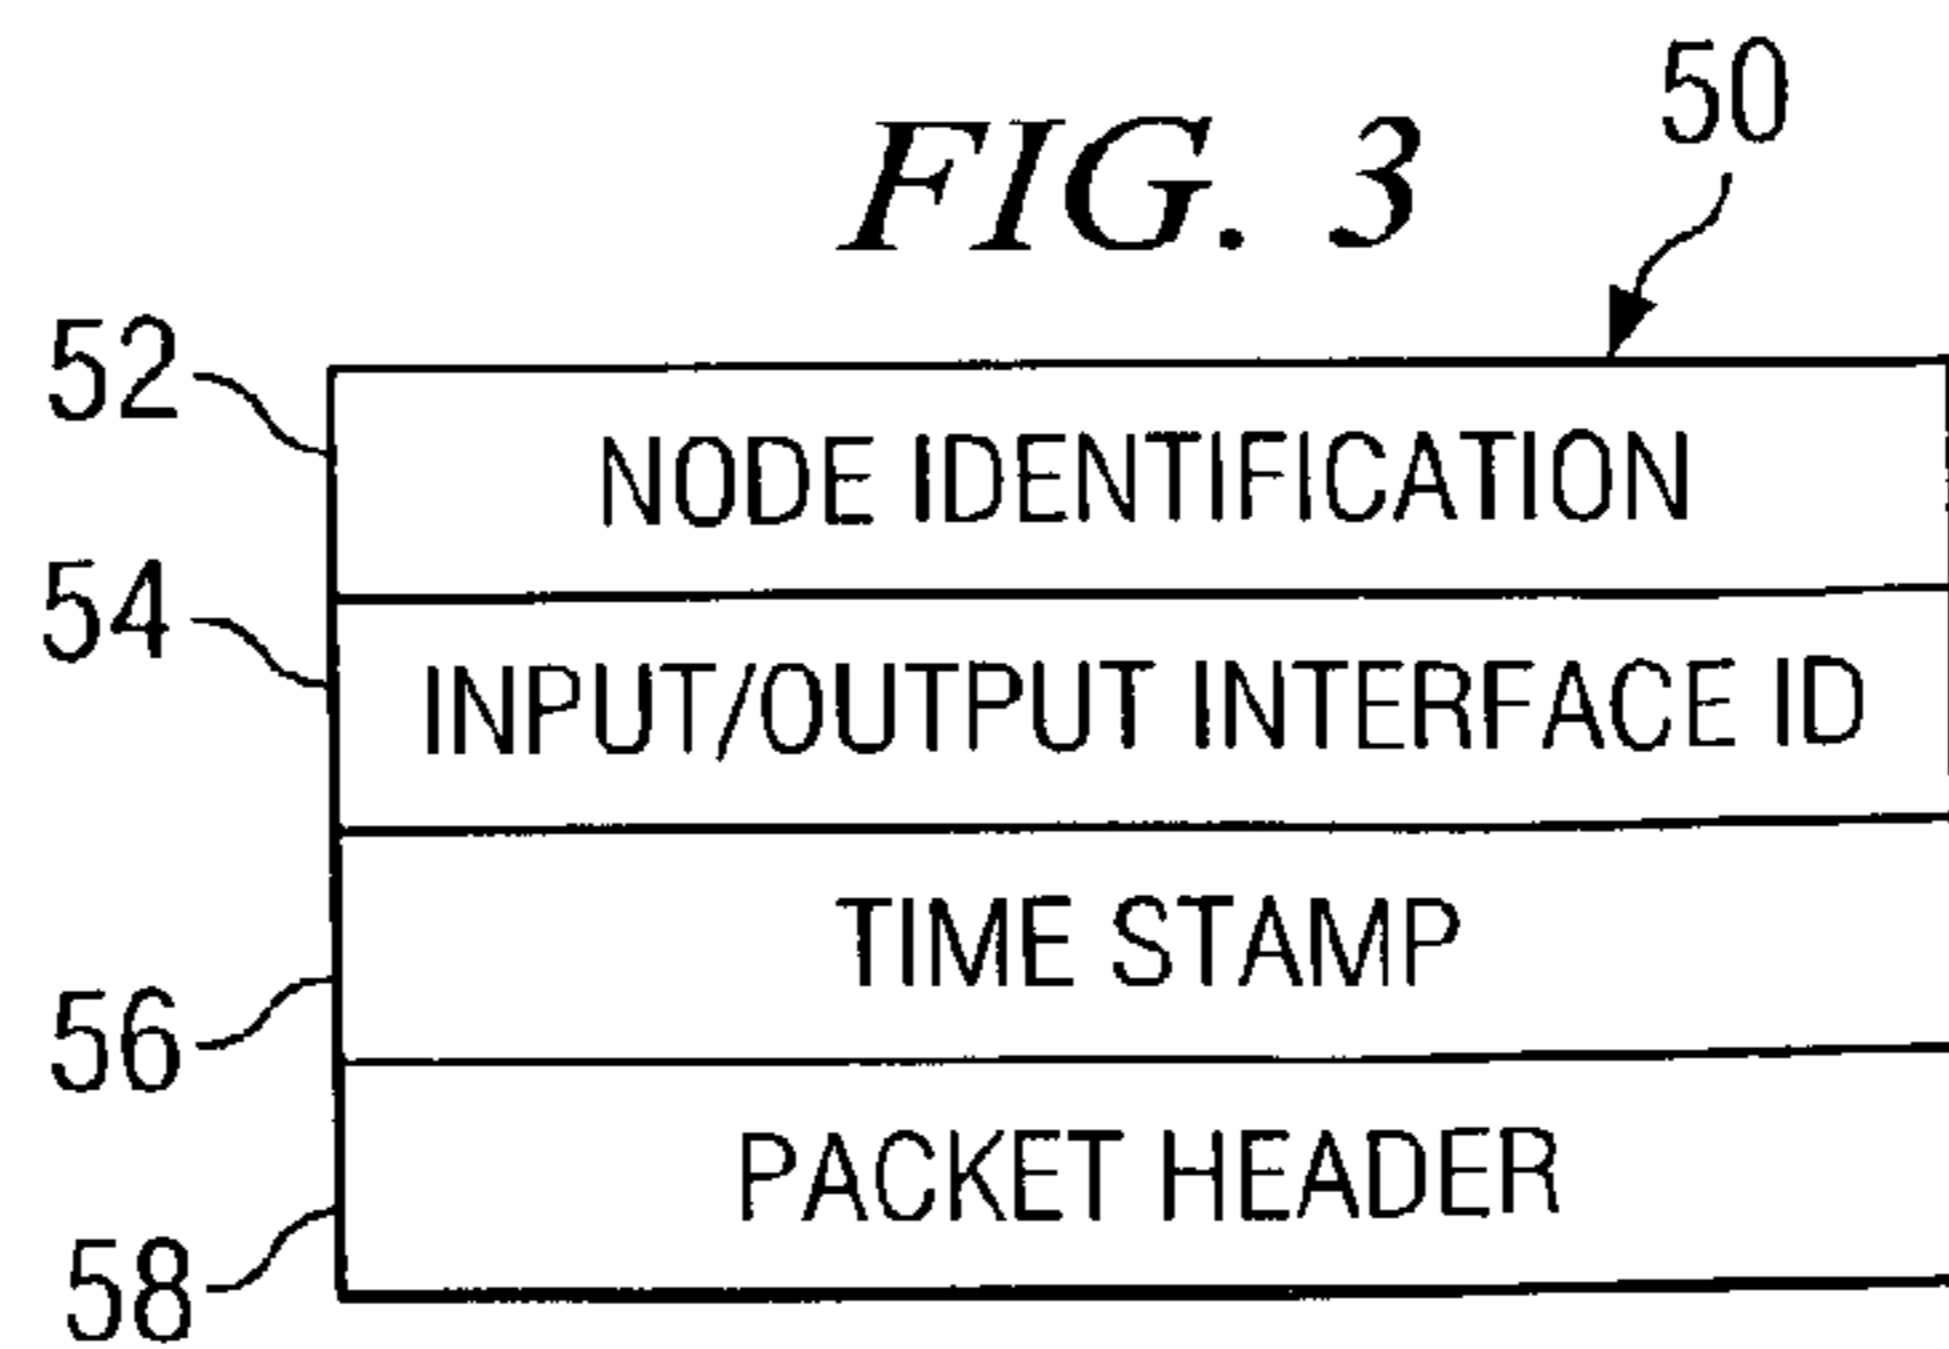 50
FIG. 3
52
NODE IDENTIFICATION
54
INPUT/OUTPUT INTERFACE ID
TIME STAMP
56
PACKET HEADER
58